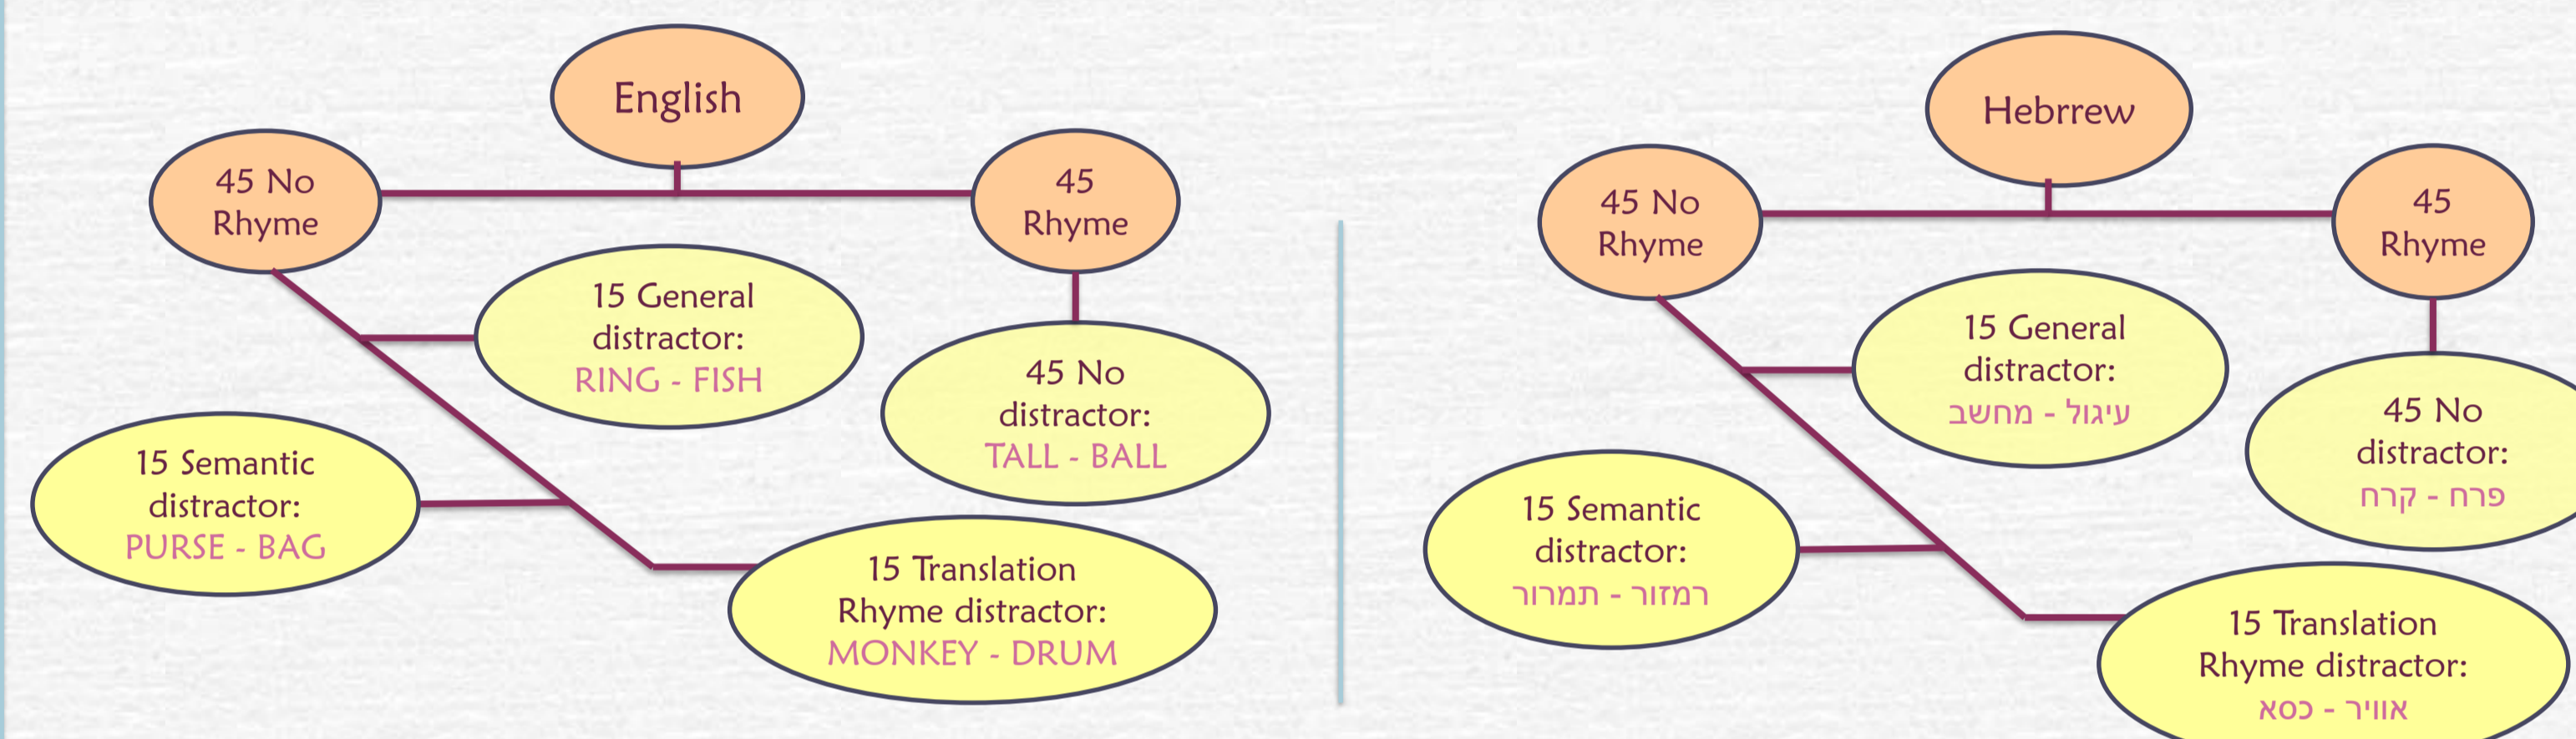 English
45 No
Rhyme
45
Rhyme
15 General
distractor:
RING - FISH
45 No
distractor:
TALL - BALL
15 Semantic
distractor:
PURSE - BAG
15 Translation
Rhyme distractor:
MONKEY - DRUM
Hebrrew
45 No
Rhyme
45
Rhyme
15 General
distractor:
עיגול - מחשב
45 No
distractor:
פרח - קרח
15 Semantic
distractor:
רמזור - תמרור
15 Translation
Rhyme distractor:
אוויר - כסא